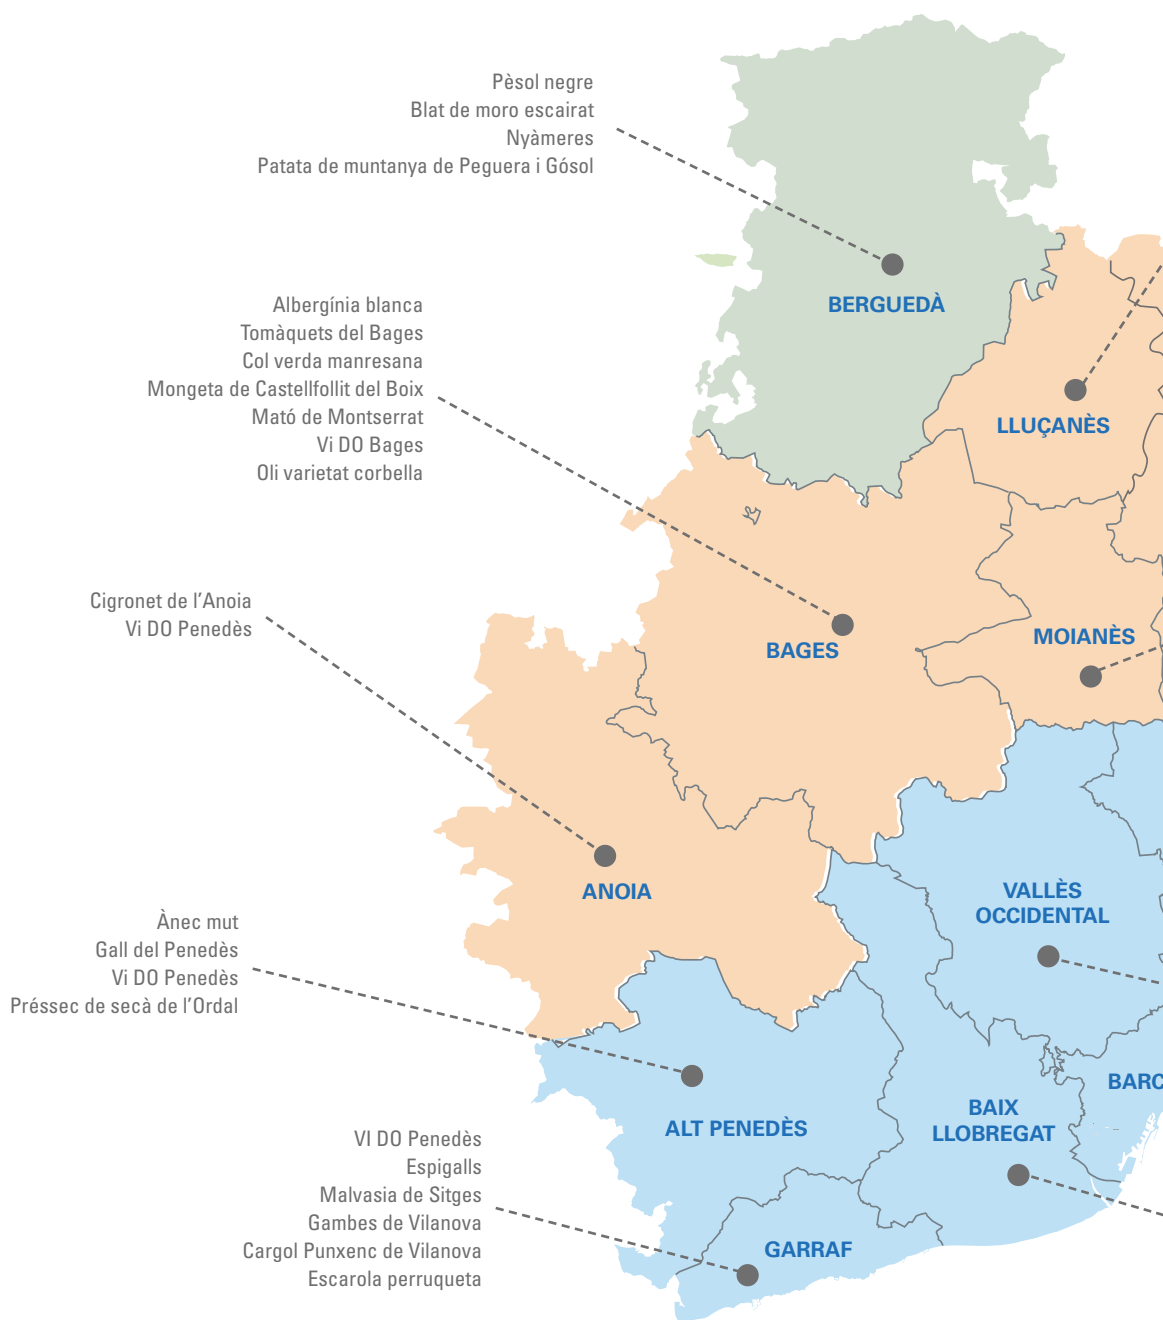 Pèsol negre
Blat de moro escairat
Nyàmeres
Patata de muntanya de Peguera i Gósol
BERGUEDÀ
Albergínia blanca
Tomàquets del Bages
Col verda manresana
Mongeta de Castellfollit del Boix
Mató de Montserrat
Vi DO Bages
Oli varietat corbella
LLUÇANÈS
Cigronet de l'Anoia
Vi DO Penedès
MOIANÈS
BAGES
ANOIA
VALLÈS
OCCIDENTAL
Ànec mut
Gall del Penedès
Vi DO Penedès
Préssec de secà de l'Ordal
BARC
BAIX
LLOBREGAT
ALT PENEDÈS
VI DO Penedès
Espigalls
Malvasia de Sitges
Gambes de Vilanova
Cargol Punxenc de Vilanova
Escarola perruqueta
GARRAF